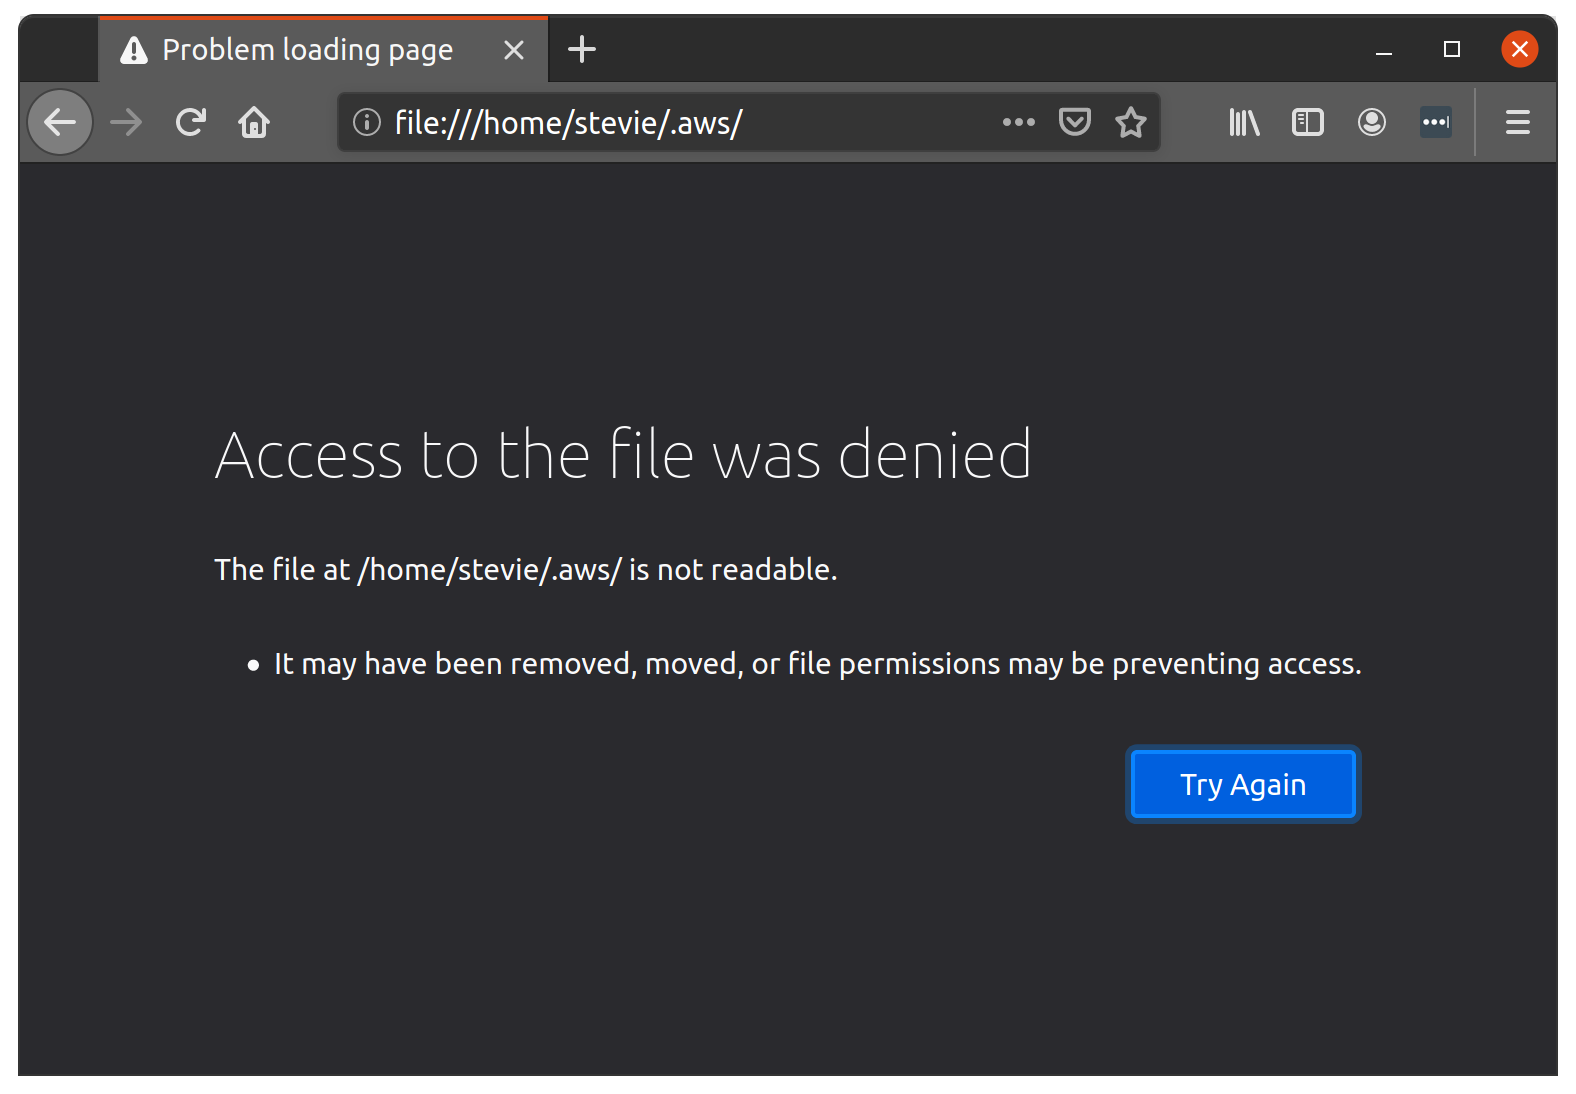 Problem loading page
file:///home/stevie/.aws/
Access to the file was denied
The file at /home/stevie/.aws/ is not readable.
• It may have been removed, moved, or file permissions may be preventing access.
Try Again